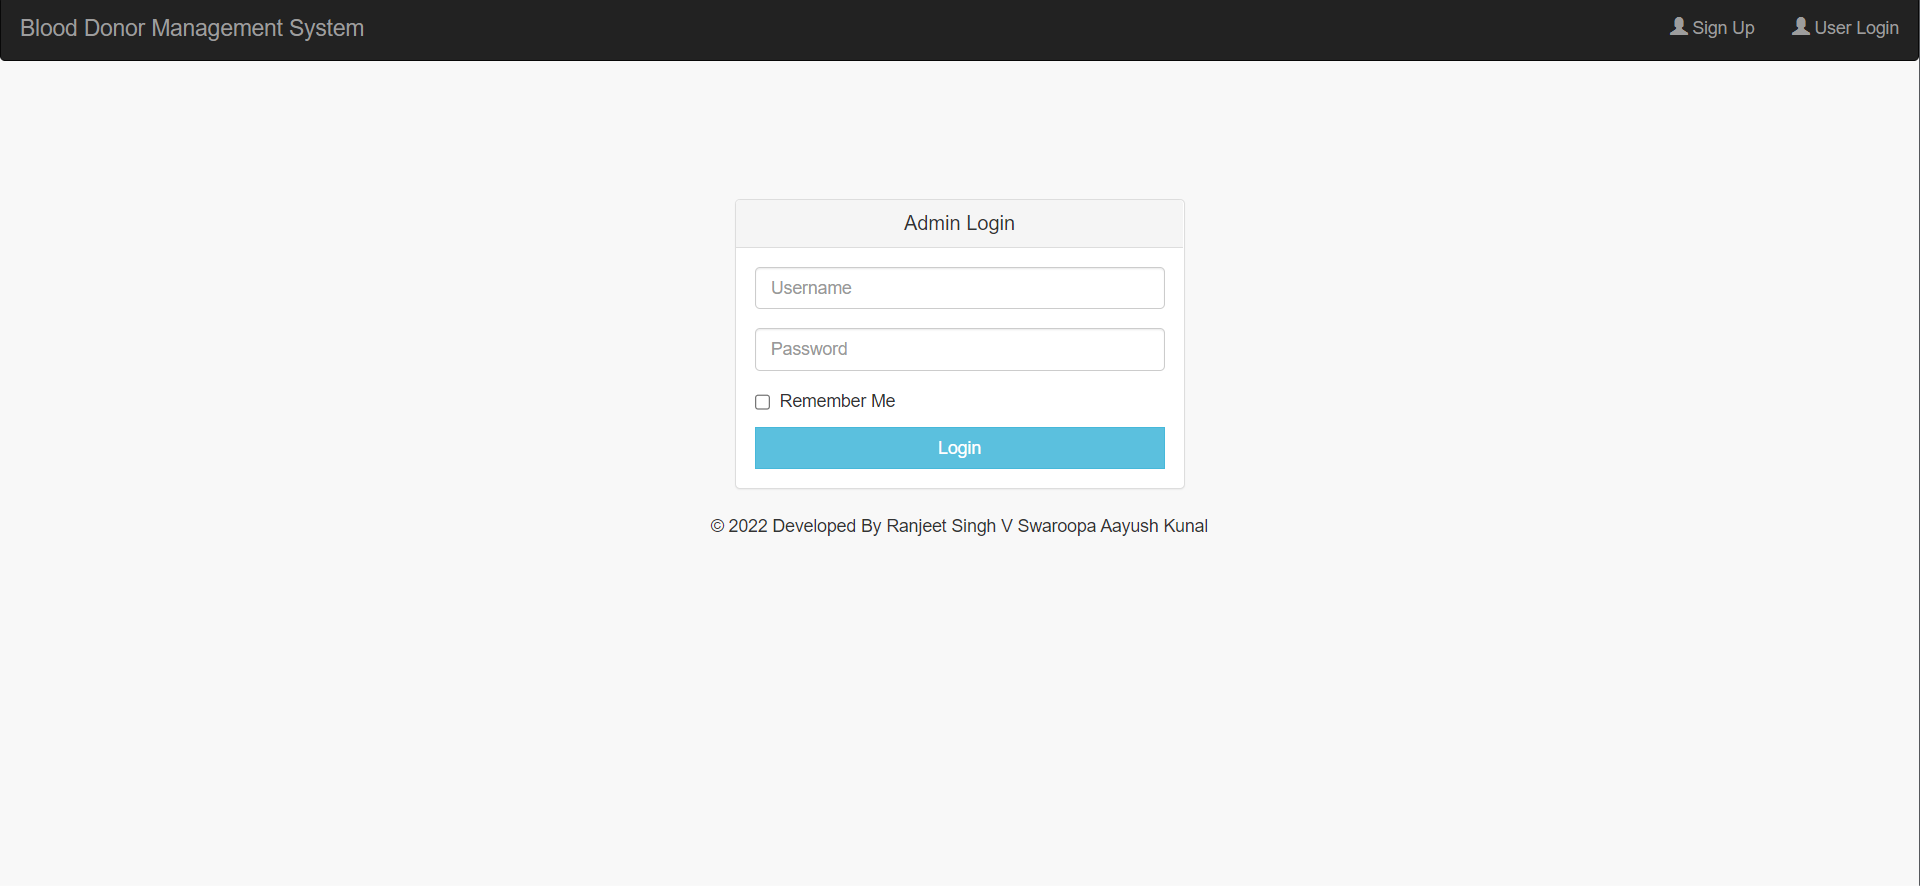 Blood Donor Management System
Sign Up
User Login
Admin Login
Username
Password
Remember Me
Login
© 2022 Developed By Ranjeet Singh V Swaroopa Aayush Kunal